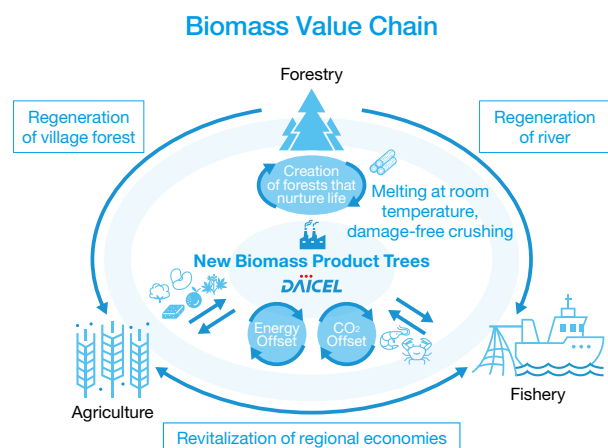 Biomass Value Chain
Forestry
Regeneration
of village forest
Regeneration
of river
Creation
of forests that
nurture life
Melting at room
temperature,
damage-free crushing
New Biomass Product Trees
DAICEL
Energy
Offset
CO₂
Offset
Agriculture
Fishery
Revitalization of regional economies